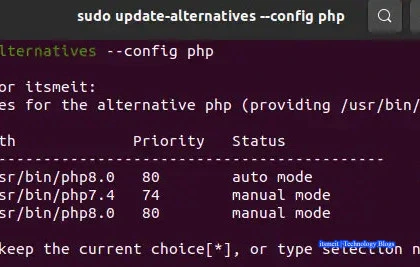 sudo update-alternatives --config php
lternatives --config php
or itsmeit:
es for the alternative php (providing /usr/bin/
th Priority Status
------------------------------------------------
sr/bin/php8.0 80 auto mode
sr/bin/php7.4 74 manual mode
sr/bin/php8.0 80 manual mode
keep the current choice[*], or type selection n
itsmeit | Technology Blogs